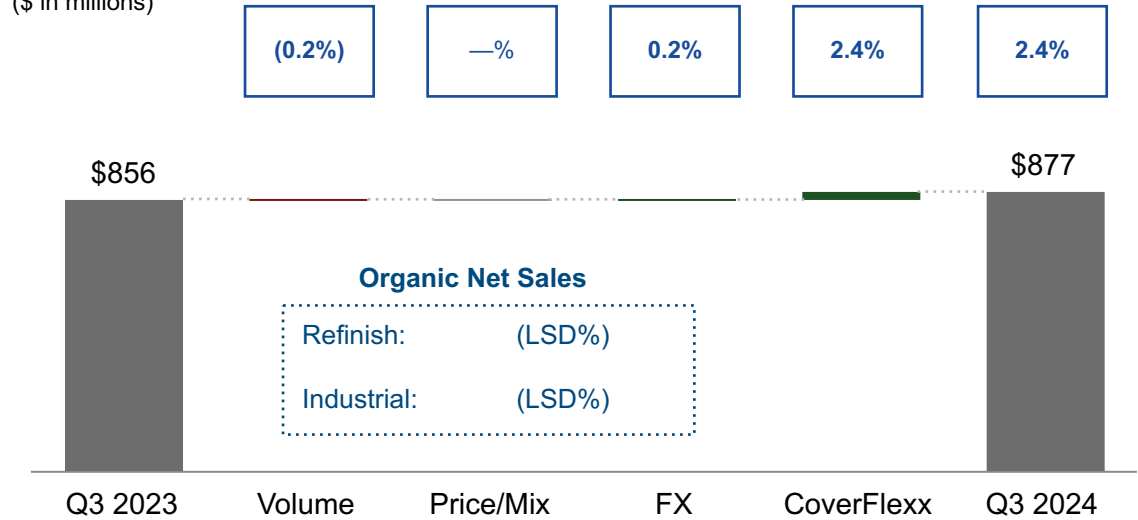 ($ in millions)
(0.2%) —% 0.2% 2.4% 2.4%
$856 $877
Organic Net Sales
Refinish: (LSD%)
Industrial: (LSD%)
Q3 2023 Volume Price/Mix FX CoverFlexx Q3 2024